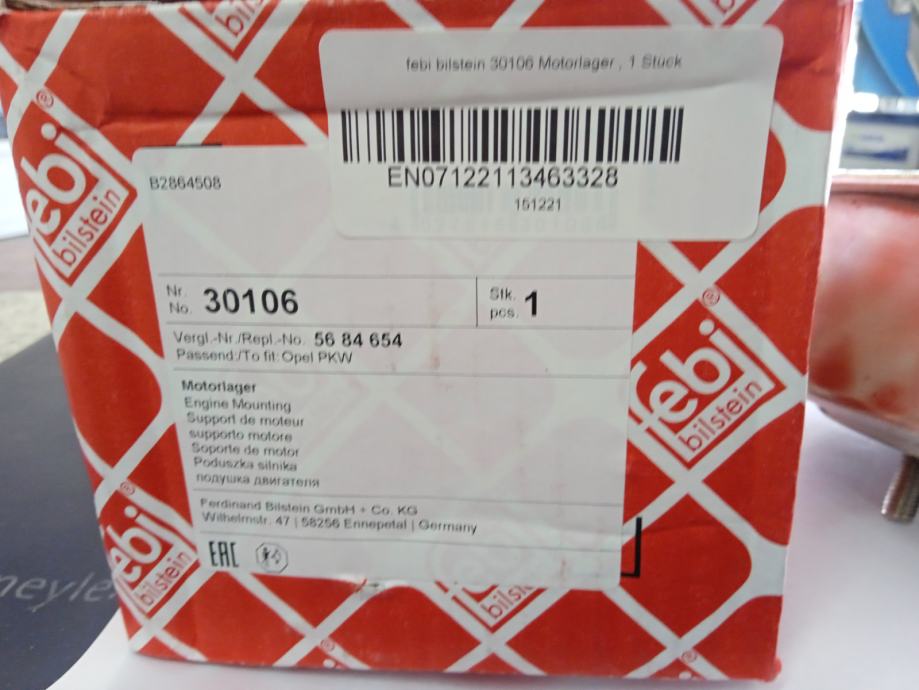 febi
bilstein
febi bilstein 30106 Motorlager , 1 Stück
EN07122113463328
151221
B2864508
febi
bilstein
Nr.
No. 30106
Stk.
pcs. 1
Vergl.-Nr./Repl.-No. 56 84 654
Passend:/To fit: Opel PKW
Motorlager
Engine Mounting
Support de moteur
supporto motore
Soporte de motor
Poduszka silnika
подушка двигателя
febi
bilstein
Ferdinand Bilstein GmbH + Co. KG
Wilhelmstr. 47 | 58256 Ennepetal | Germany
EAC
febi
bilstein
bilstein